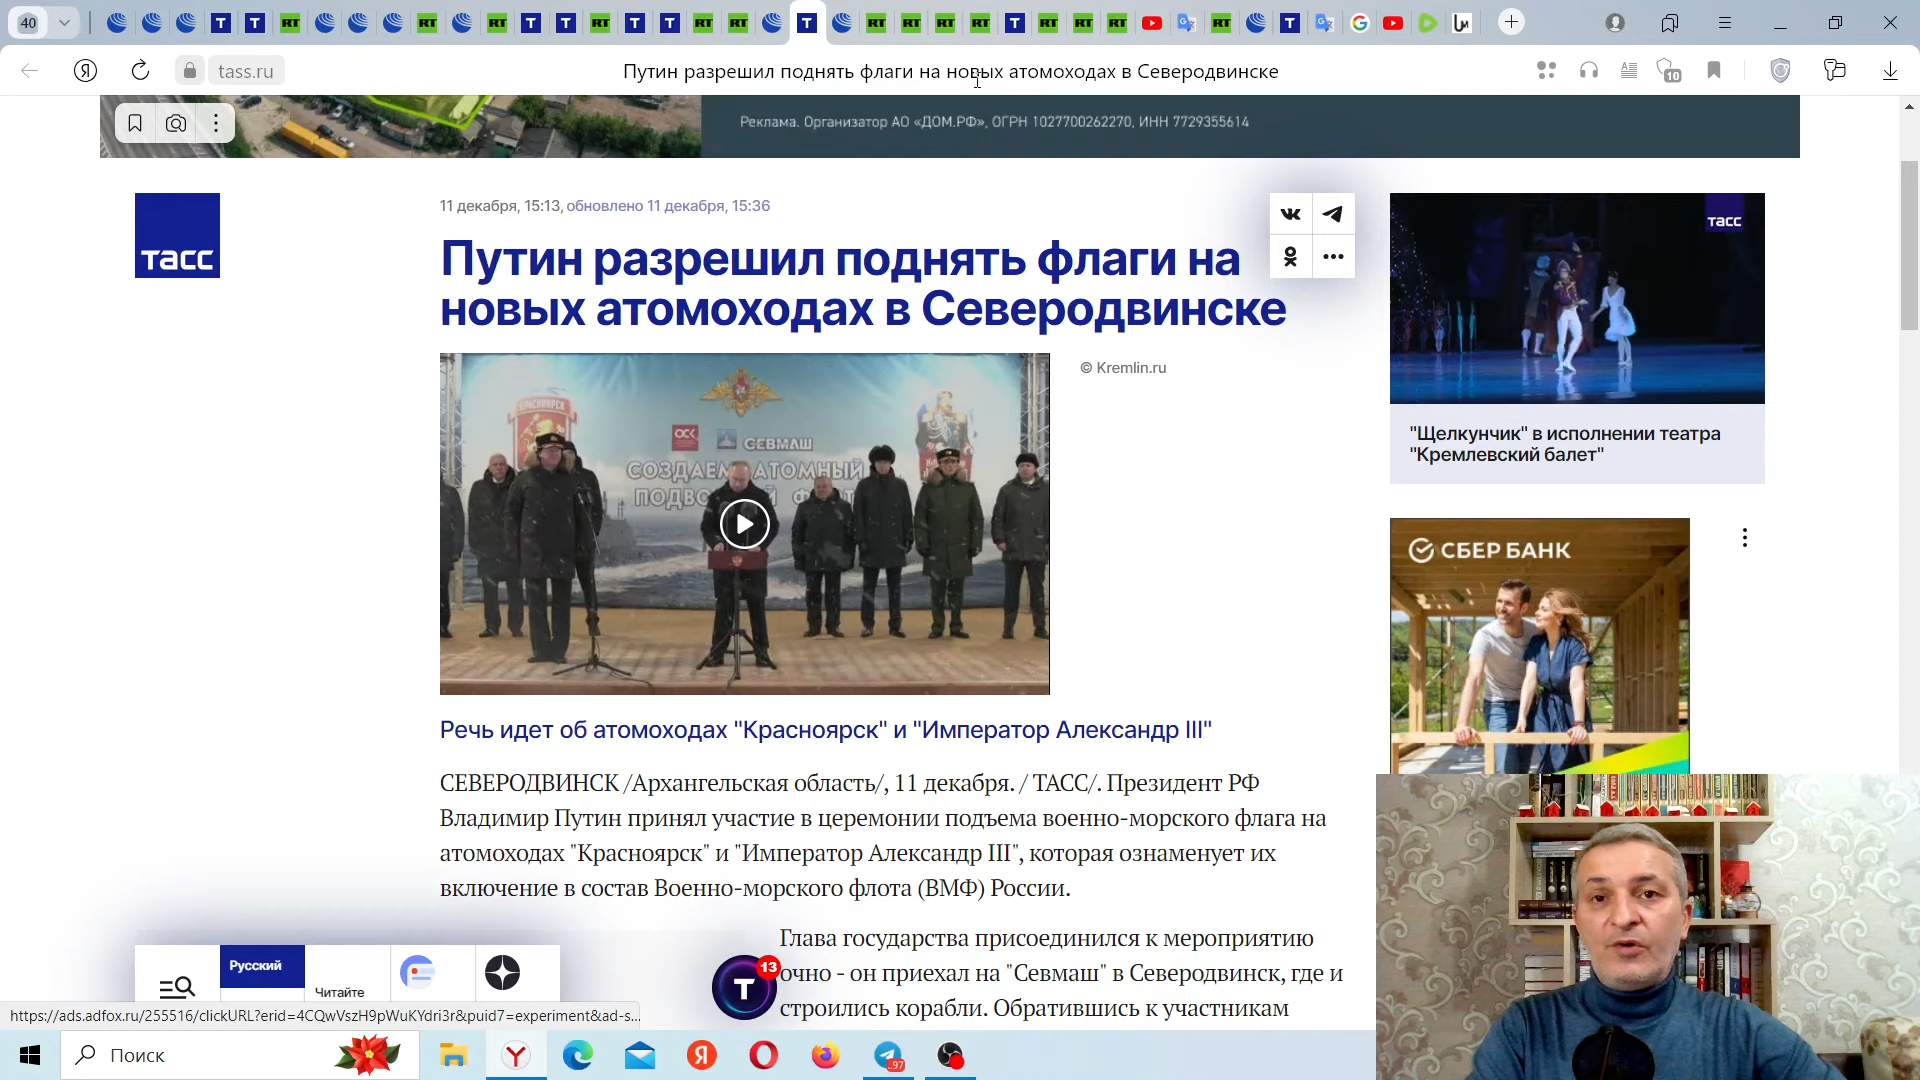 40
tass.ru
Путин разрешил поднять флаги на новых атомоходах в Северодвинске
10
Реклама. Организатор АО «ДОМ.РФ», ОГРН 1027700262270, ИНН 7729355614
ТАСС
11 декабря, 15:13, обновлено 11 декабря, 15:36
Путин разрешил поднять флаги на
новых атомоходах в Северодвинске
© Kremlin.ru
КРАСНОЯРСК
ОСК
СЕВМАШ
СОЗДАЕМ АТОМНЫЙ
ТАСС
"Щелкунчик" в исполнении театра
"Кремлевский балет"
СБЕР БАНК
Речь идет об атомоходах "Красноярск" и "Император Александр III"
СЕВЕРОДВИНСК /Архангельская область/, 11 декабря. / ТАСС/. Президент РФ
Владимир Путин принял участие в церемонии подъема военно-морского флага на
атомоходах "Красноярск" и "Император Александр III", которая ознаменует их
включение в состав Военно-морского флота (ВМФ) России.
Глава государства присоединился к мероприятию
очно - он приехал на "Севмаш" в Северодвинск, где и
строились корабли. Обратившись к участникам
Русский
Читайте
T
13
https://ads.adfox.ru/255516/clickURL?erid=4CQwVszH9pWuKYdri3r&puid7=experiment&ad-s...
Поиск
97